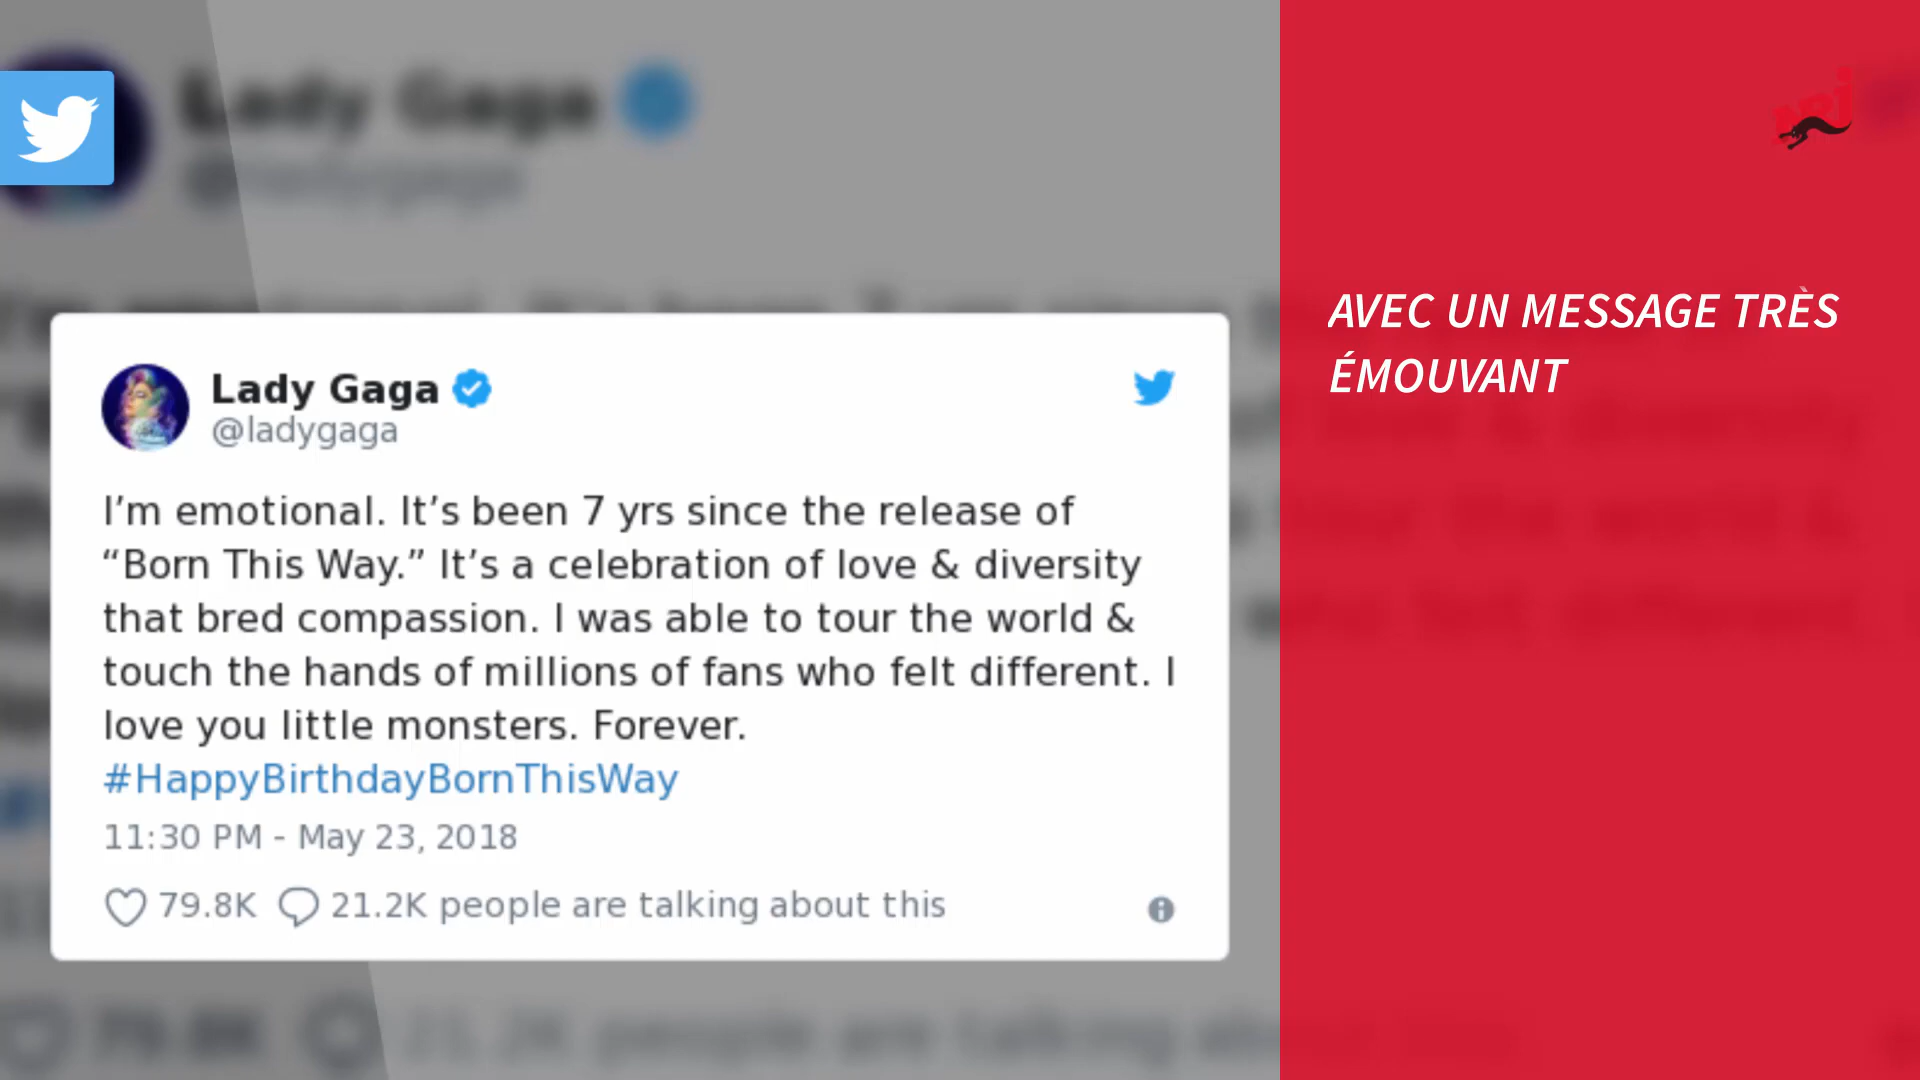 Lady Gaga
@ladygaga
I’m emotional. It’s been 7 yrs since the release of
“Born This Way.” It’s a celebration of love & diversity
that bred compassion. I was able to tour the world &
touch the hands of millions of fans who felt different. I
love you little monsters. Forever.
#HappyBirthdayBornThisWay
11:30 PM - May 23, 2018
79.8K 21.2K people are talking about this
AVEC UN MESSAGE TRÈS
ÉMOUVANT
nrj